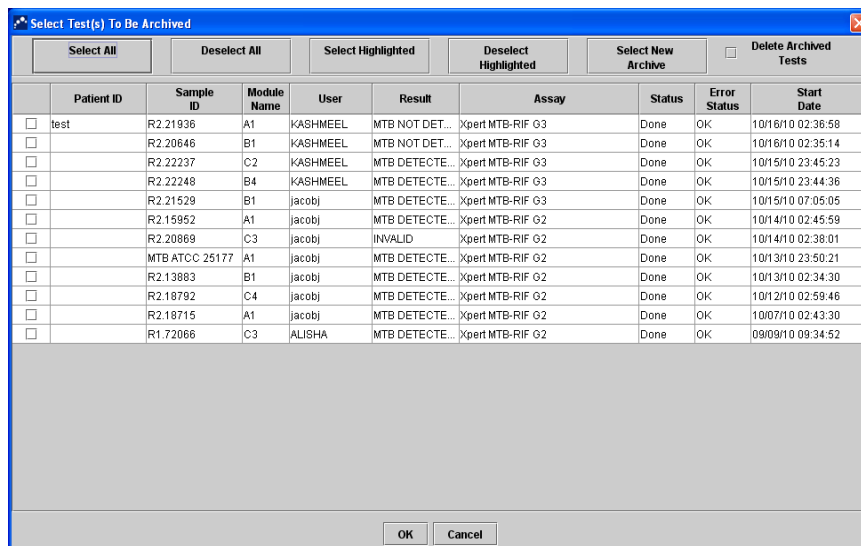 Select Test(s) To Be Archived
Select All Deselect All Select Highlighted Deselect Highlighted Select New Archive Delete Archived Tests
Patient ID Sample ID Module Name User Result Assay Status Error Status Start Date
test R2.21936 A1 KASHMEEL MTB NOT DET... Xpert MTB-RIF G3 Done OK 10/16/10 02:36:58
R2.20646 B1 KASHMEEL MTB NOT DET... Xpert MTB-RIF G3 Done OK 10/16/10 02:35:14
R2.22237 C2 KASHMEEL MTB DETECTE... Xpert MTB-RIF G3 Done OK 10/15/10 23:45:23
R2.22248 B4 KASHMEEL MTB DETECTE... Xpert MTB-RIF G3 Done OK 10/15/10 23:44:36
R2.21529 B1 jacobj MTB DETECTE... Xpert MTB-RIF G3 Done OK 10/15/10 07:05:05
R2.15952 A1 jacobj MTB DETECTE... Xpert MTB-RIF G2 Done OK 10/14/10 02:45:59
R2.20869 C3 jacobj INVALID Xpert MTB-RIF G2 Done OK 10/14/10 02:38:01
MTB ATCC 25177 A1 jacobj MTB DETECTE... Xpert MTB-RIF G2 Done OK 10/13/10 23:50:21
R2.13883 B1 jacobj MTB DETECTE... Xpert MTB-RIF G2 Done OK 10/13/10 02:34:30
R2.18792 C4 jacobj MTB DETECTE... Xpert MTB-RIF G2 Done OK 10/12/10 02:59:46
R2.18715 A1 jacobj MTB DETECTE... Xpert MTB-RIF G2 Done OK 10/07/10 02:43:30
R1.72066 C3 ALISHA MTB DETECTE... Xpert MTB-RIF G2 Done OK 09/09/10 09:34:52
OK Cancel